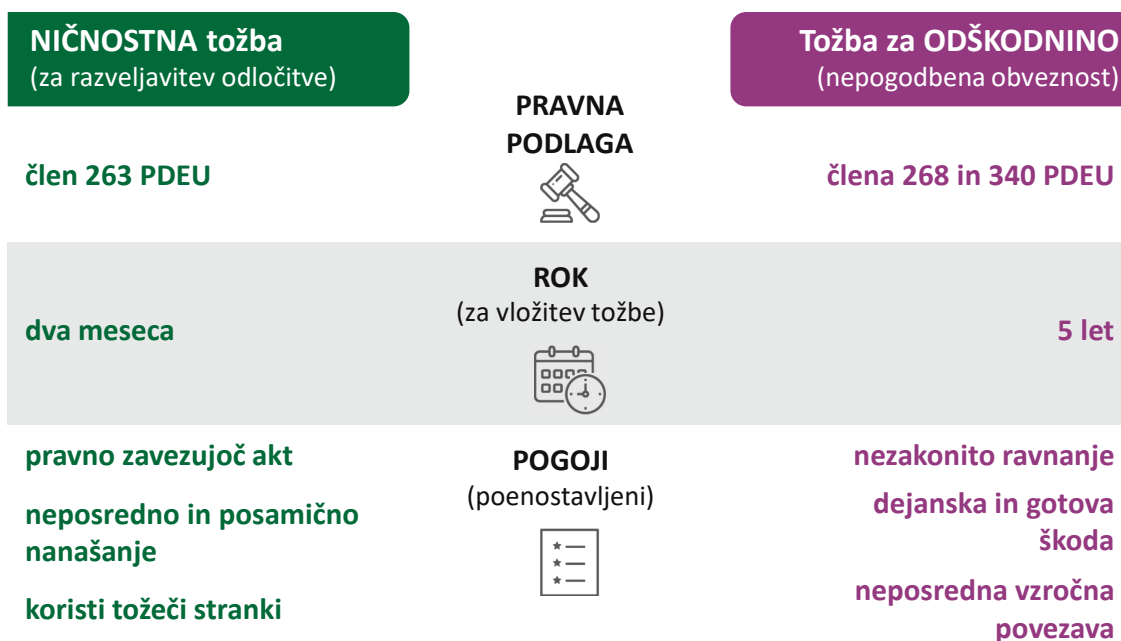 NIČNOSTNA tožba
(za razveljavitev odločitve)
Tožba za ODŠKODNINO
(nepogodbena obveznost)
PRAVNA
PODLAGA
člen 263 PDEU
člena 268 in 340 PDEU
ROK
(za vložitev tožbe)
dva meseca
5 let
POGOJI
(poenostavljeni)
pravno zavezujoč akt
neposredno in posamično
nanašanje
koristi tožeči stranki
nezakonito ravnanje
dejanska in gotova
škoda
neposredna vzročna
povezava